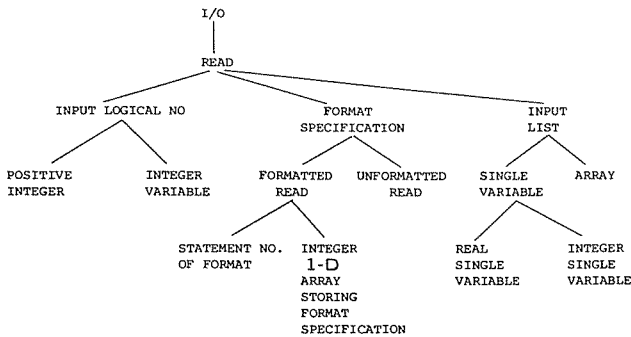 I/O
READ
INPUT LOGICAL NO
FORMAT
SPECIFICATION
INPUT
LIST
POSITIVE
INTEGER
INTEGER
VARIABLE
FORMATTED
READ
UNFORMATTED
READ
SINGLE
VARIABLE
ARRAY
STATEMENT NO.
OF FORMAT
INTEGER
1-D
ARRAY
STORING
FORMAT
SPECIFICATION
REAL
SINGLE
VARIABLE
INTEGER
SINGLE
VARIABLE